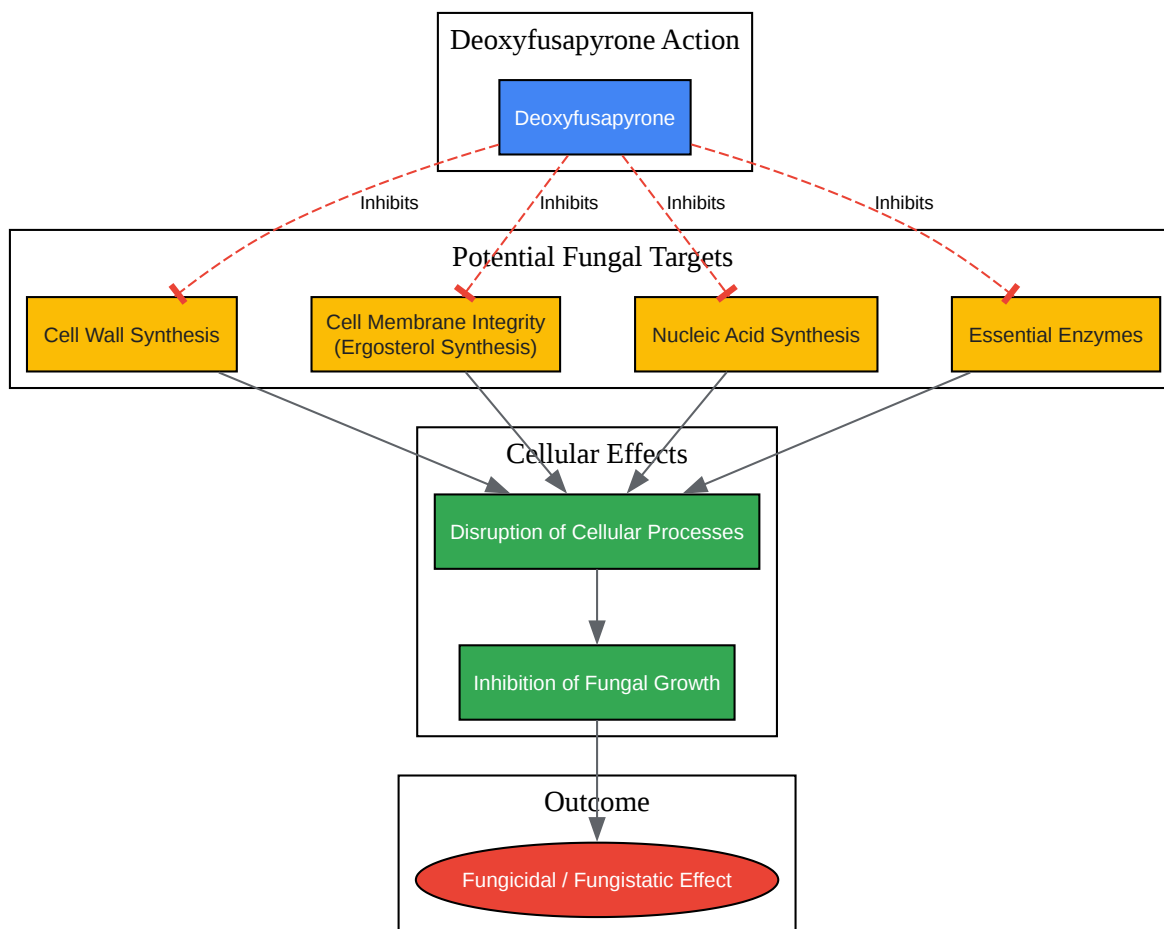 Deoxyfusapyrone Action
Deoxyfusapyrone
Inhibits
Inhibits
Inhibits
Inhibits
Potential Fungal Targets
Cell Wall Synthesis
Cell Membrane Integrity
(Ergosterol Synthesis)
Nucleic Acid Synthesis
Essential Enzymes
Cellular Effects
Disruption of Cellular Processes
Inhibition of Fungal Growth
Outcome
Fungicidal / Fungistatic Effect